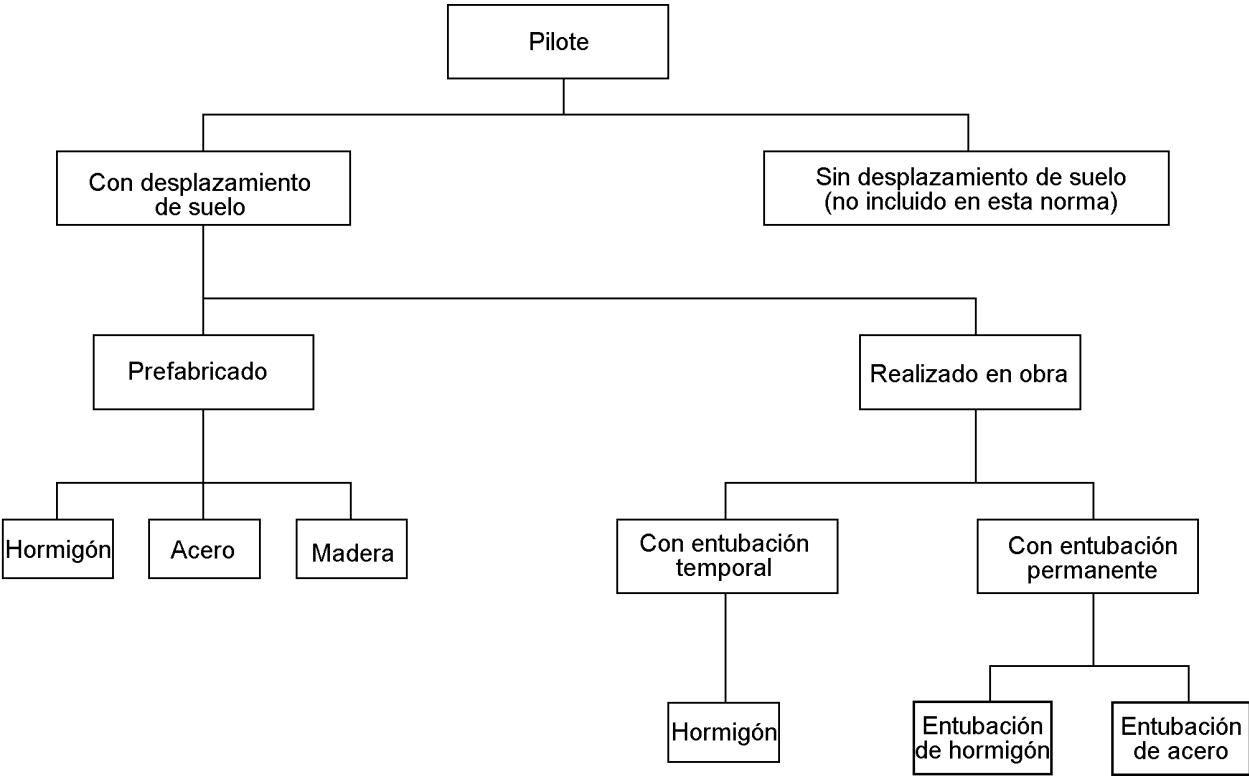 Pilote
Con desplazamiento
de suelo
Sin desplazamiento de suelo
(no incluido en esta norma)
Prefabricado
Realizado en obra
Hormigón
Acero
Madera
Con entubación
temporal
Con entubación
permanente
Hormigón
Entubación
de hormigón
Entubación
de acero